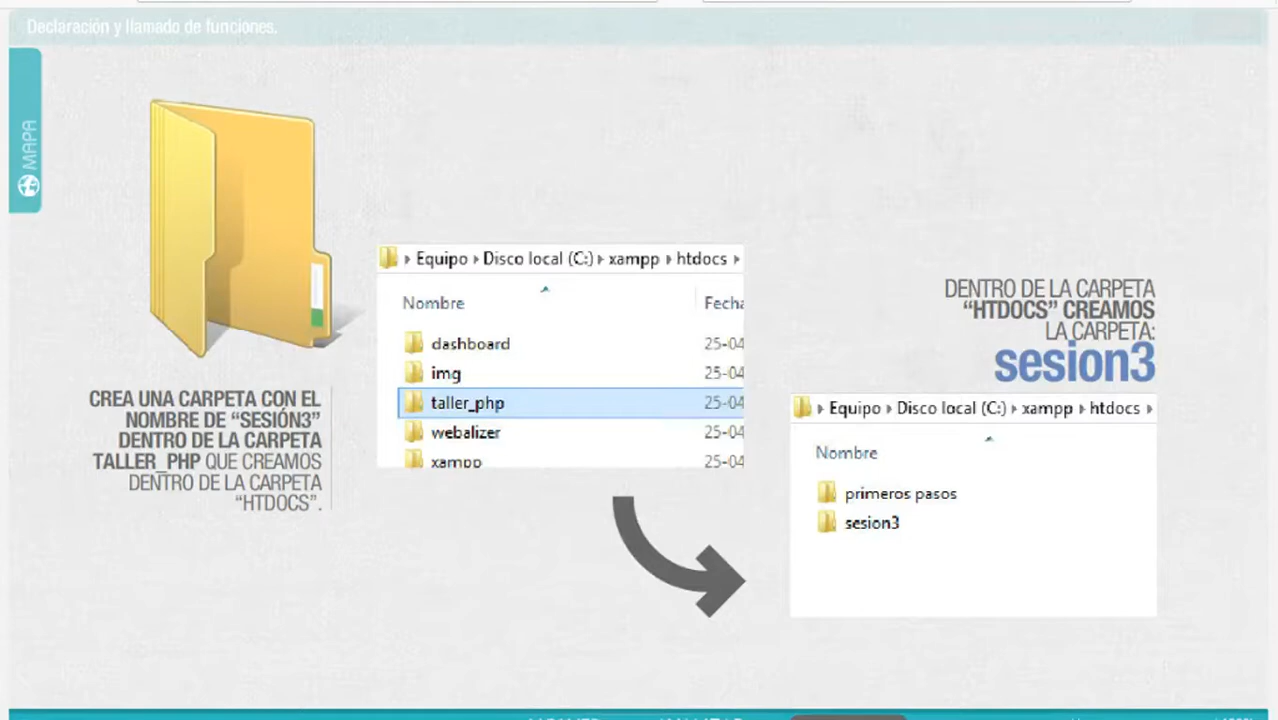 Declaración y llamado de funciones.
MAPA
CREA UNA CARPETA CON EL
NOMBRE DE “SESIÓN3”
DENTRO DE LA CARPETA
TALLER_PHP QUE CREAMOS
DENTRO DE LA CARPETA
“HTDOCS”.
Equipo Disco local (C:) xampp htdocs
Nombre Fecha
dashboard 25-04
img 25-04
taller_php 25-04
webalizer 25-04
xampp 25-04
DENTRO DE LA CARPETA
“HTDOCS” CREAMOS
LA CARPETA:
sesion3
Equipo Disco local (C:) xampp htdocs
Nombre
primeros pasos
sesion3